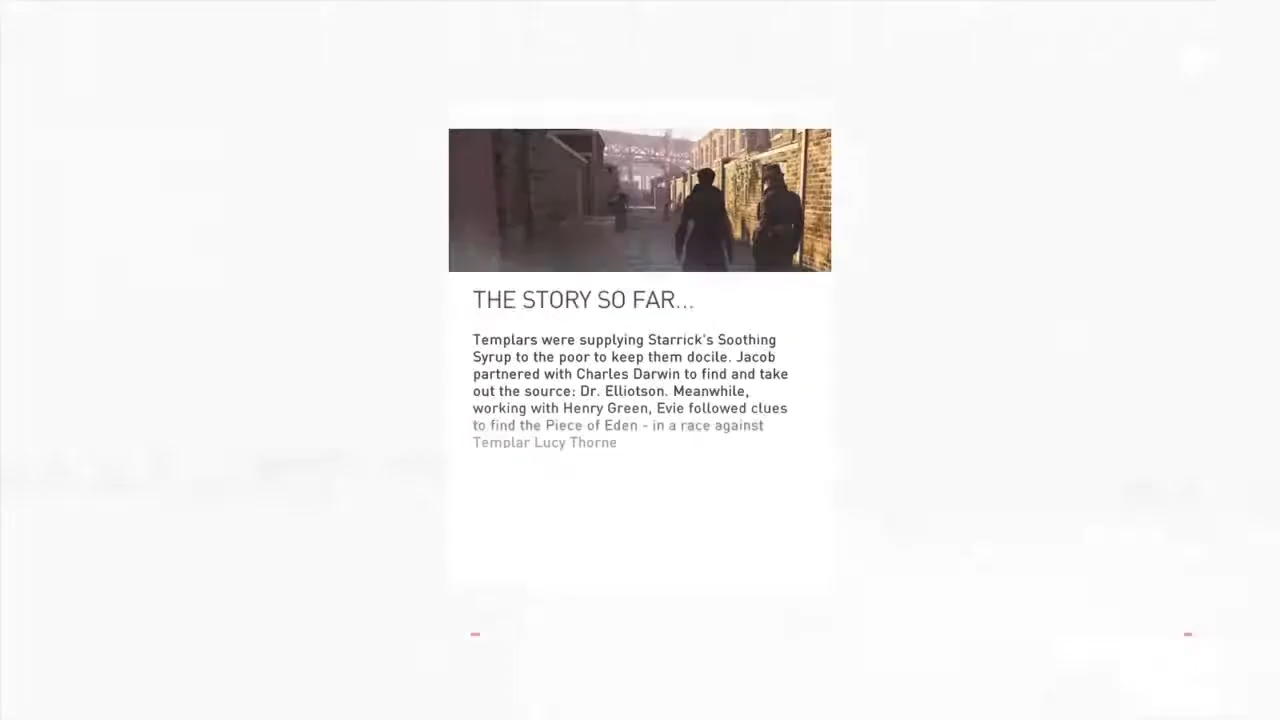 THE STORY SO FAR...
Templars were supplying Starrick's Soothing
Syrup to the poor to keep them docile. Jacob
partnered with Charles Darwin to find and take
out the source: Dr. Elliotson. Meanwhile,
working with Henry Green, Evie followed clues
to find the Piece of Eden - in a race against
Templar Lucy Thorne